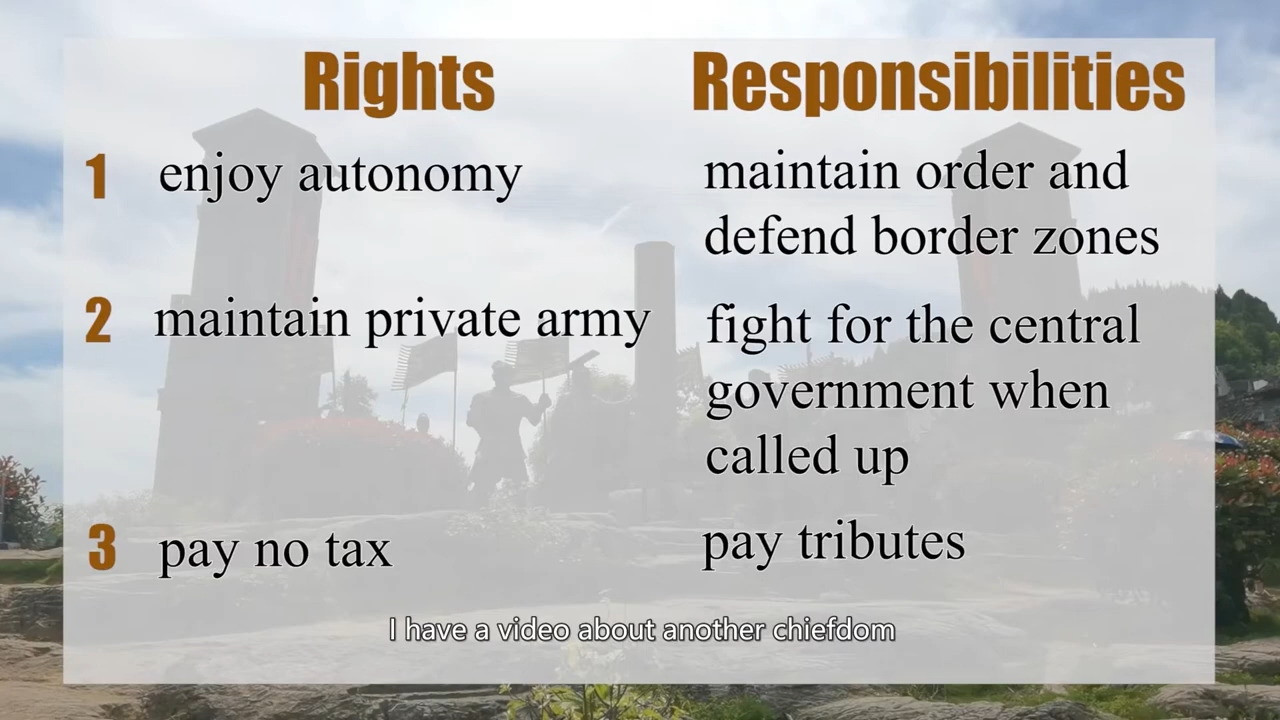 Rights
Responsibilities
1
enjoy autonomy
maintain order and
defend border zones
2
maintain private army
fight for the central
government when
called up
3
pay no tax
pay tributes
I have a video about another chiefdom